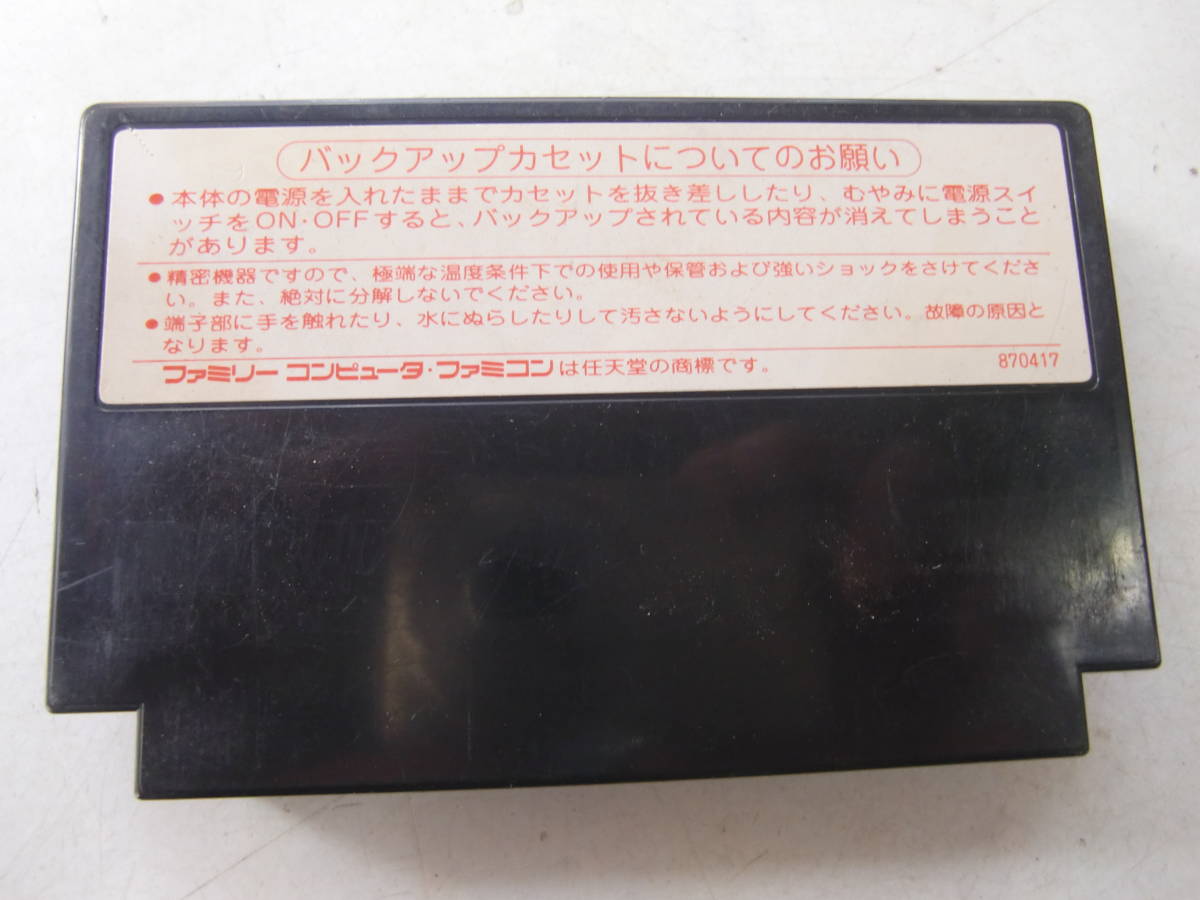 バックアップカセットについてのお願い
●本体の電源を入れたままでカセットを抜き差ししたり、むやみに電源スイ
ッチをON・OFFすると、バックアップされている内容が消えてしまうこと
があります。
●精密機器ですので、極端な温度条件下での使用や保管および強いショックをさけてくださ
い。また、絶対に分解しないでください。
●端子部に手を触れたり、水にぬらしたりして汚さないようにしてください。故障の原因と
なります。
ファミリーコンピュータ・ファミコンは任天堂の商標です。 870417